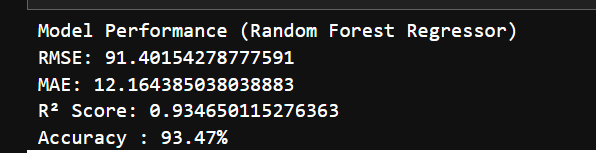 Model Performance (Random Forest Regressor)
RMSE: 91.40154278777591
MAE: 12.164385038038883
R² Score: 0.934650115276363
Accuracy : 93.47%